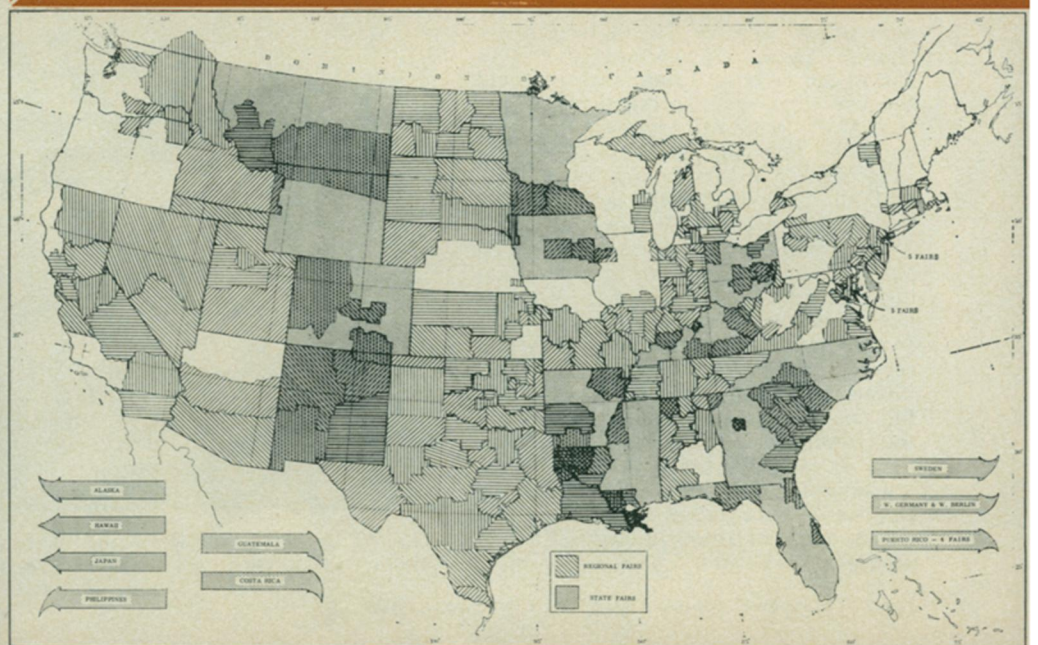 DOMINION OF CANADA
5 FAIRS
5 FAIRS
ALASKA
HAWAII
JAPAN
PHILIPPINES
GUATEMALA
COSTA RICA
REGIONAL FAIRS
STATE FAIRS
SWEDEN
W. GERMANY & W. BERLIN
PUERTO RICO - 4 FAIRS